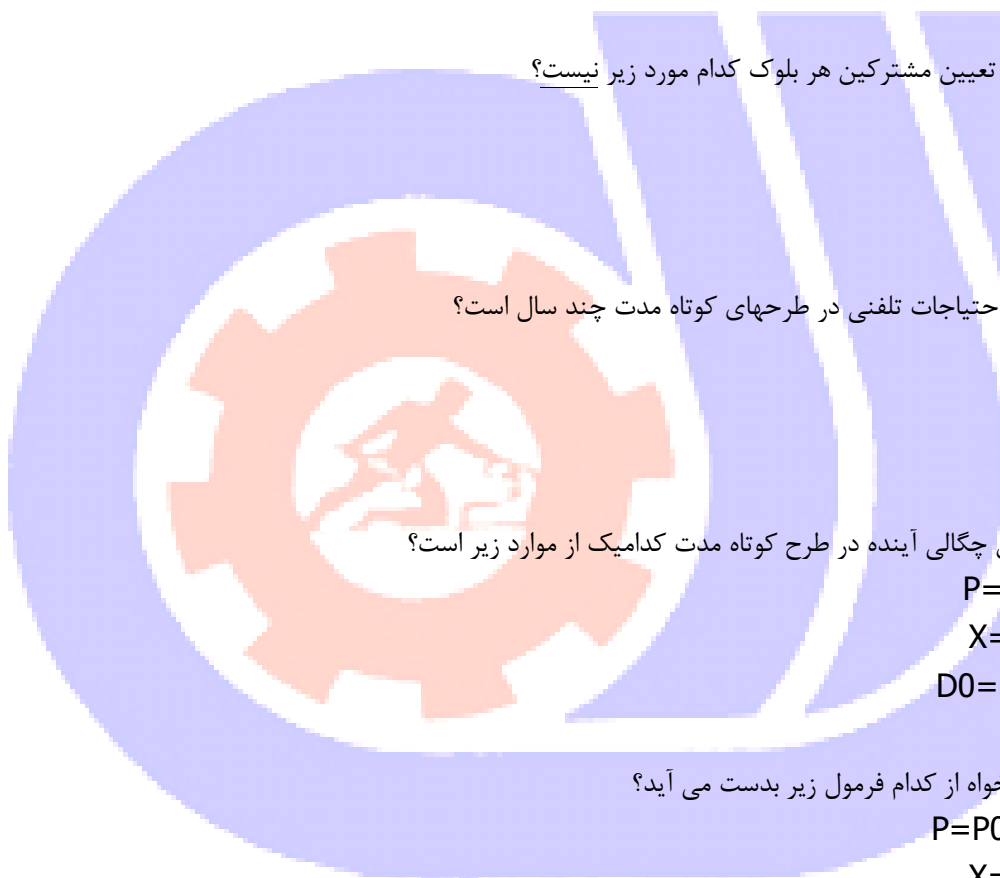 تعیین مشترکین هر بلوک کدام مورد زیر نیست؟
حتیاجات تلفنی در طرحهای کوتاه مدت چند سال است؟
چگالی آینده در طرح کوتاه مدت کدامیک از موارد زیر است؟
P=
X=
D0=
از کدام فرمول زیر بدست می آید؟
P=P0
X=